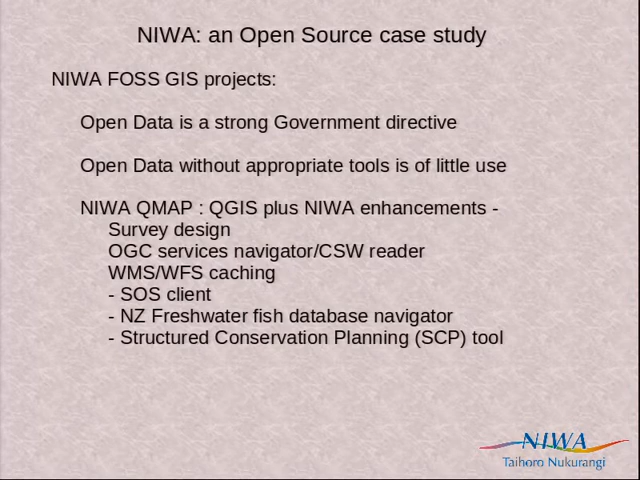 NIWA: an Open Source case study
NIWA FOSS GIS projects:
Open Data is a strong Government directive
Open Data without appropriate tools is of little use
NIWA QMAP : QGIS plus NIWA enhancements -
Survey design
OGC services navigator/CSW reader
WMS/WFS caching
- SOS client
- NZ Freshwater fish database navigator
- Structured Conservation Planning (SCP) tool
NIWA
Taihoro Nukurangi